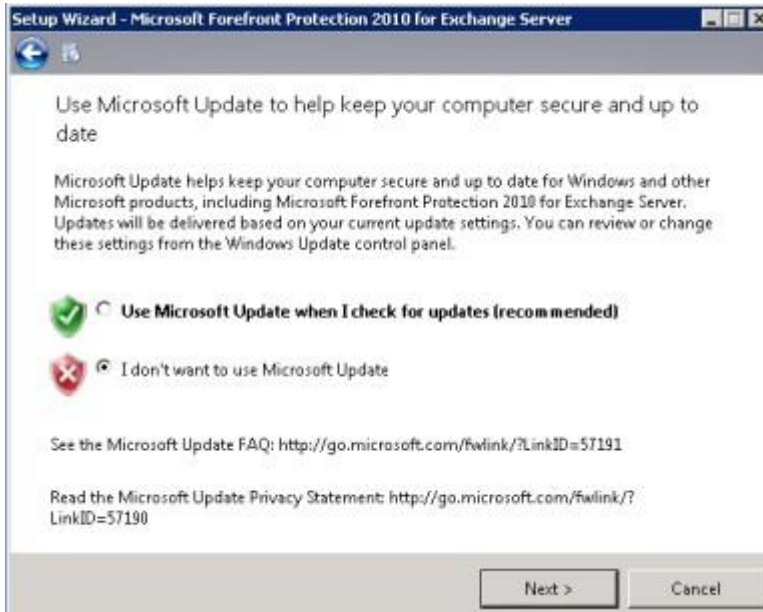 Setup Wizard - Microsoft Forefront Protection 2010 for Exchange Server
Use Microsoft Update to help keep your computer secure and up to
date
Microsoft Update helps keep your computer secure and up to date for Windows and other
Microsoft products, including Microsoft Forefront Protection 2010 for Exchange Server.
Updates will be delivered based on your current update settings. You can review or change
these settings from the Windows Update control panel.
Use Microsoft Update when I check for updates (recommended)
I don't want to use Microsoft Update
See the Microsoft Update FAQ: http://go.microsoft.com/fwlink/?LinkID=57191
Read the Microsoft Update Privacy Statement: http://go.microsoft.com/fwlink/?
LinkID=57190
Next >
Cancel